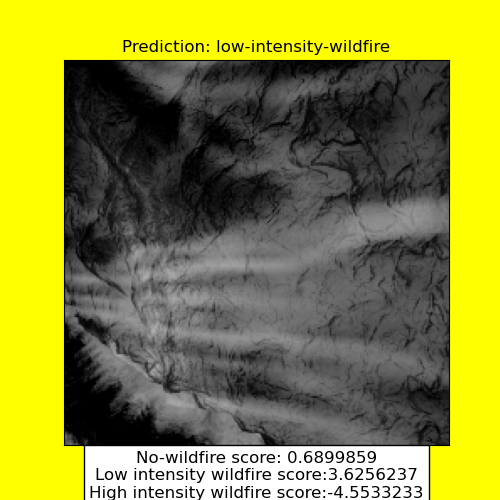 Prediction: low-intensity-wildfire
No-wildfire score: 0.6899859
Low intensity wildfire score:3.6256237
High intensity wildfire score:-4.5533233